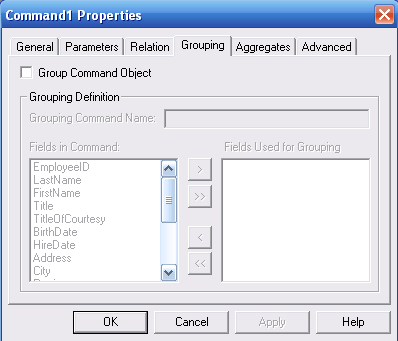 Command1 Properties
General Parameters Relation Grouping Aggregates Advanced
Group Command Object
Grouping Definition
Grouping Command Name:
Fields in Command: Fields Used for Grouping
EmployeeID
LastName
FirstName
Title
TitleOfCourtesy
BirthDate
HireDate
Address
City
>
>>
<
<<
OK Cancel Apply Help